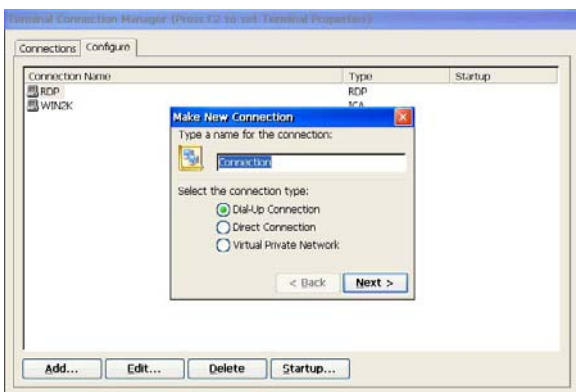 Terminal Connection Manager (Press F2 to set Terminal Properties)
Connections Configure
Connection Name Type Startup
RDP RDP
WIN2K ICA
Make New Connection
Type a name for the connection:
Connection
Select the connection type:
Dial-Up Connection
Direct Connection
Virtual Private Network
< Back Next >
Add... Edit... Delete Startup...